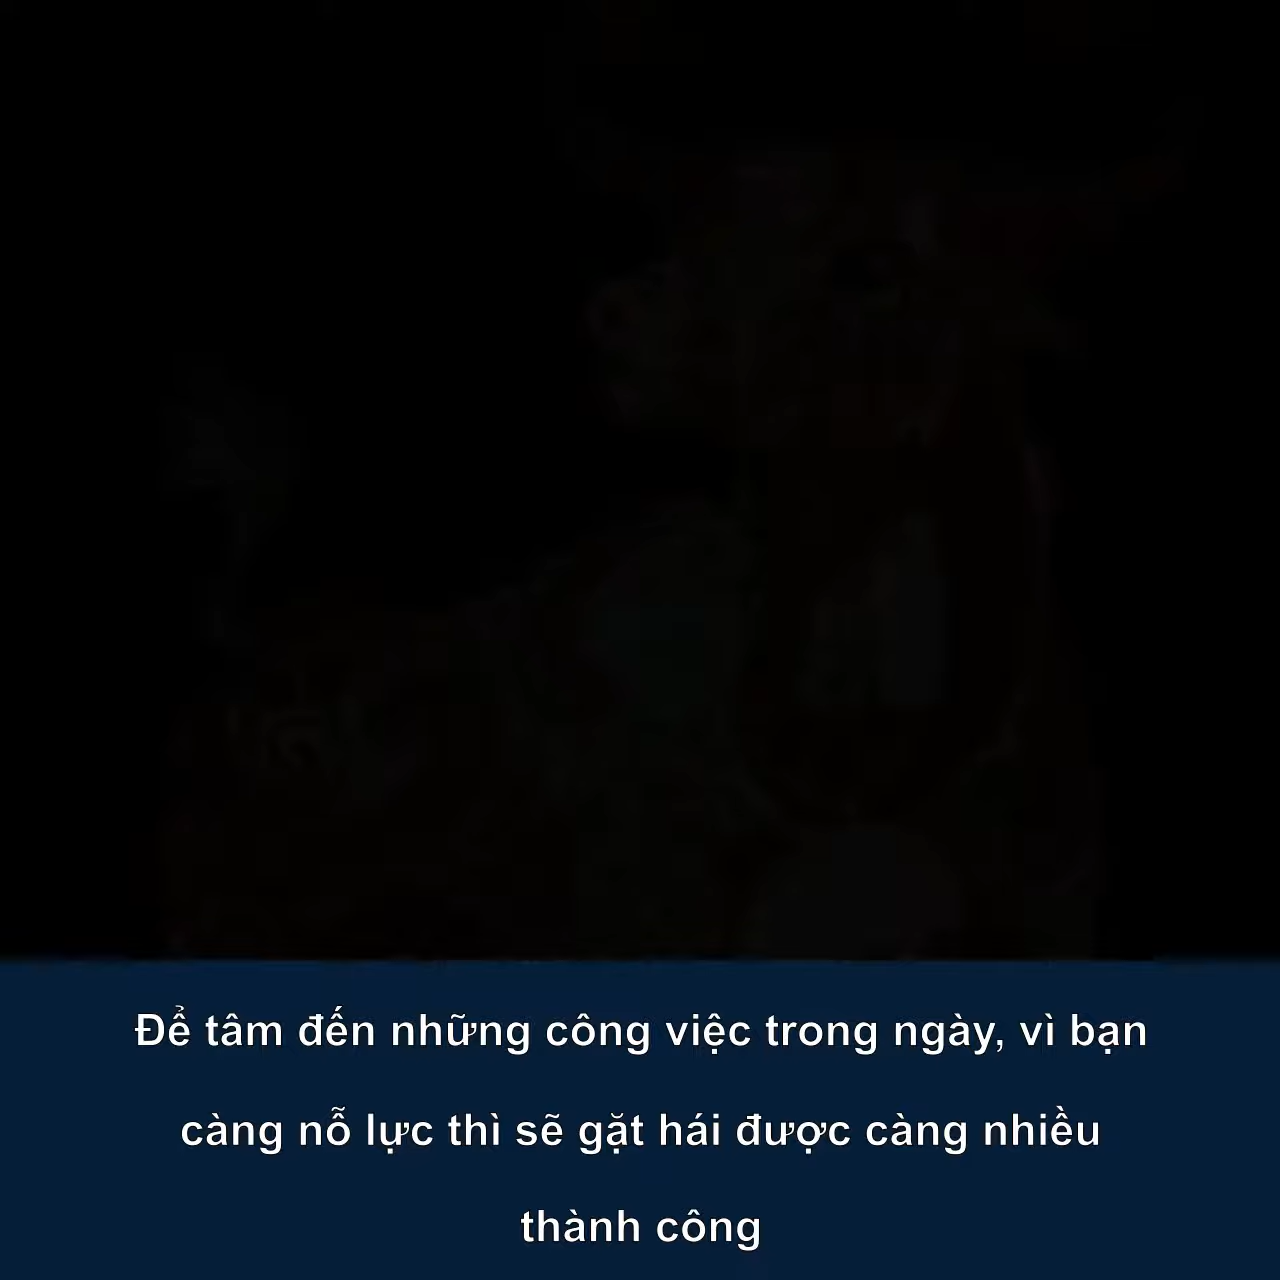 Để tâm đến những công việc trong ngày, vì bạn
càng nỗ lực thì sẽ gặt hái được càng nhiều
thành công